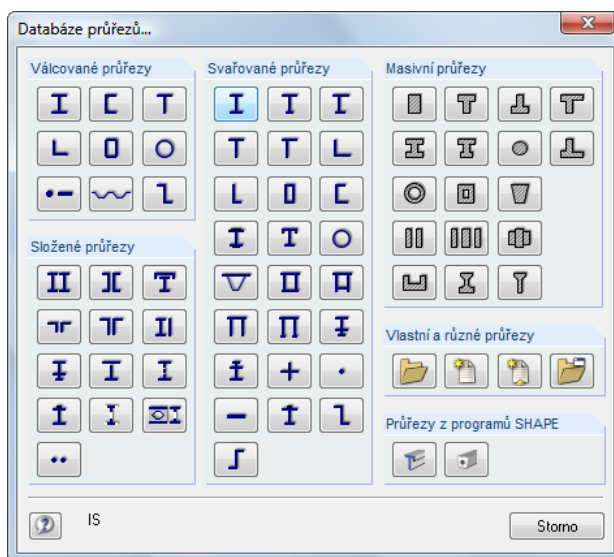 Databáze průřezů...
Válcované průřezy
Svařované průřezy
Masivní průřezy
Složené průřezy
Vlastní a různé průřezy
Průřezy z programů SHAPE
IS
Storno